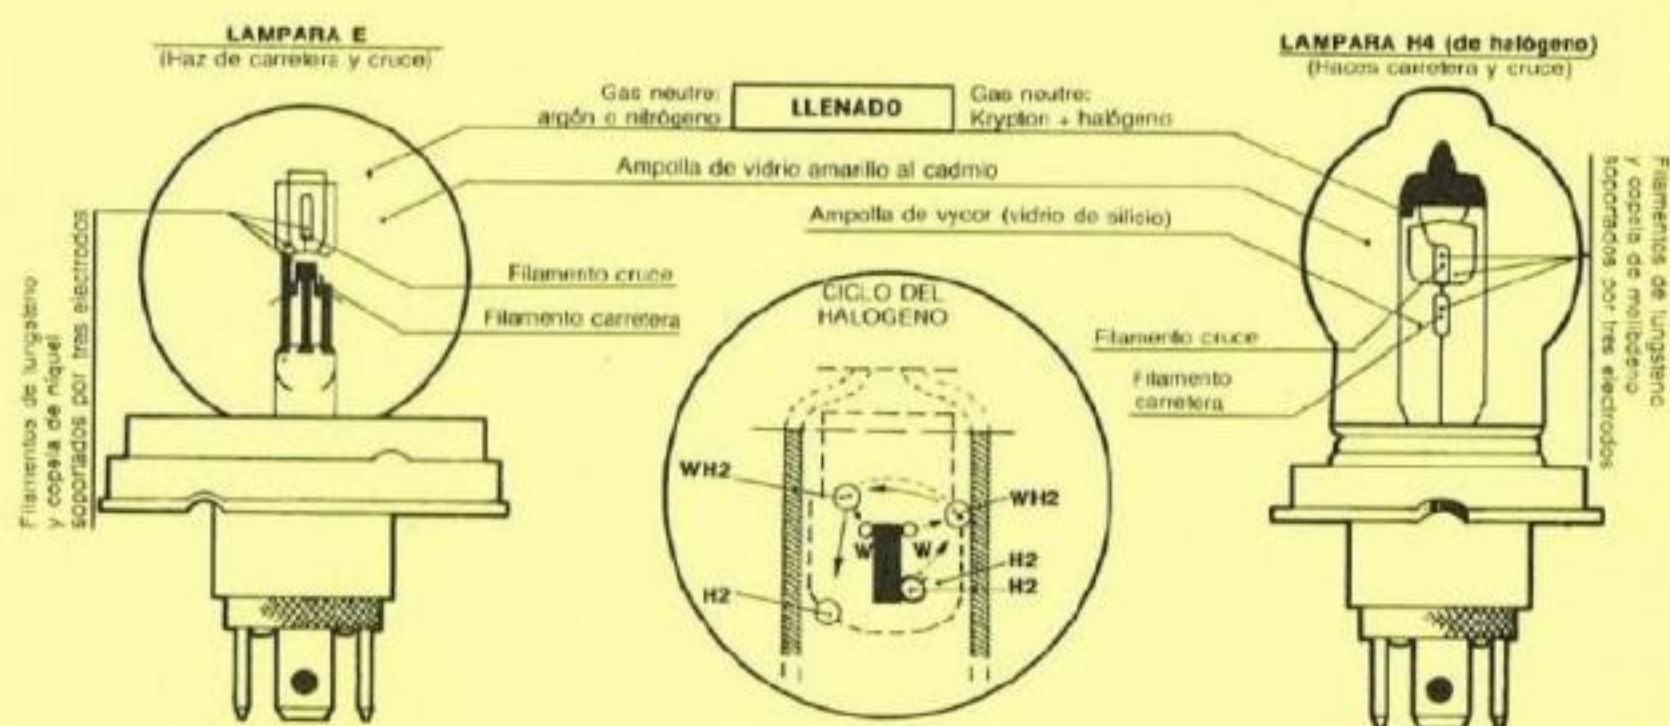 LAMPARA E
(Haz de carretera y cruce)
Gas neutre:
argón o nitrógeno
LLENADO
Gas neutre:
Krypton + halógeno
LAMPARA H4 (de halógeno)
(Haces carretera y cruce)
Ampolla de vidrio amarillo al cadmio
Ampolla de vycor (vidrio de silicio)
Filamentos de tungsteno
y copela de níquel
soportados por tres electrodos
Filamento cruce
Filamento carretera
CICLO DEL
HALOGENO
WH2
WH2
W
W
H2
H2
H2
Filamento cruce
Filamento
carretera
Filamentos de tungsteno
y copela de molibdeno
soportados por tres electrodos